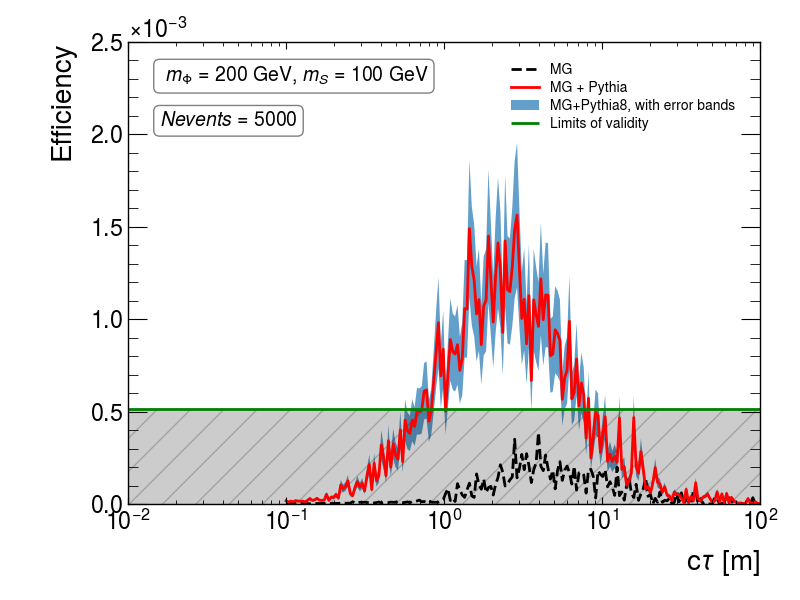 ×10⁻³
2.5
2.0
1.5
1.0
0.5
0.0
Efficiency
m_Φ = 200 GeV, m_S = 100 GeV
Nevents = 5000
MG
MG + Pythia
MG+Pythia8, with error bands
Limits of validity
10⁻² 10⁻¹ 10⁰ 10¹ 10²
cτ [m]